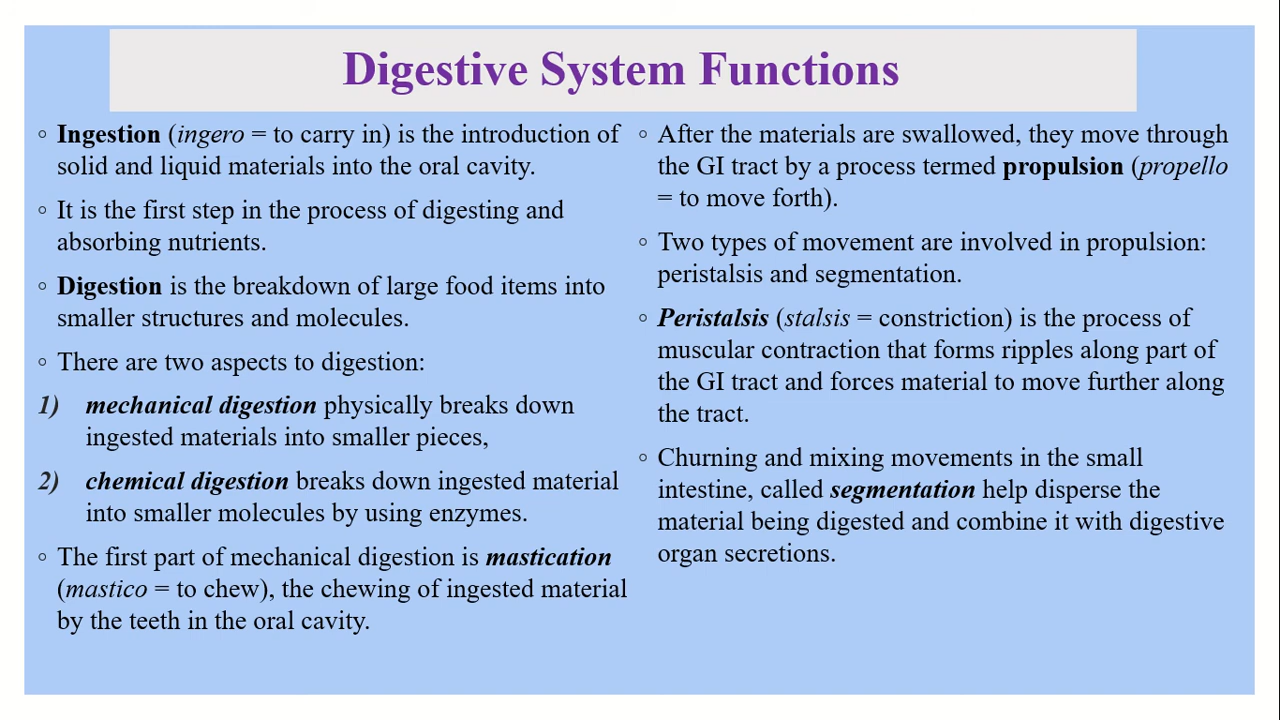 Digestive System Functions
◦ Ingestion (ingero = to carry in) is the introduction of
solid and liquid materials into the oral cavity.
◦ It is the first step in the process of digesting and
absorbing nutrients.
◦ Digestion is the breakdown of large food items into
smaller structures and molecules.
◦ There are two aspects to digestion:
1) mechanical digestion physically breaks down
ingested materials into smaller pieces,
2) chemical digestion breaks down ingested material
into smaller molecules by using enzymes.
◦ The first part of mechanical digestion is mastication
(mastico = to chew), the chewing of ingested material
by the teeth in the oral cavity.
◦ After the materials are swallowed, they move through
the GI tract by a process termed propulsion (propello
= to move forth).
◦ Two types of movement are involved in propulsion:
peristalsis and segmentation.
◦ Peristalsis (stalsis = constriction) is the process of
muscular contraction that forms ripples along part of
the GI tract and forces material to move further along
the tract.
◦ Churning and mixing movements in the small
intestine, called segmentation help disperse the
material being digested and combine it with digestive
organ secretions.